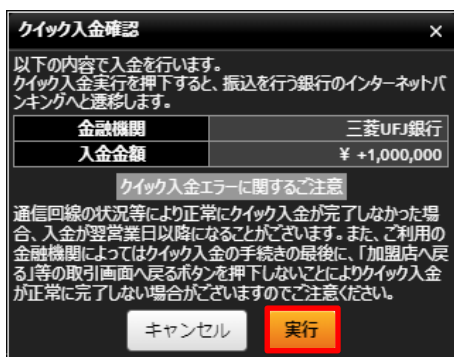 クイック入金確認 ×
以下の内容で入金を行います。
クイック入金実行を押下すると、振込を行う銀行のインターネットバ
ンキングへと遷移します。
金融機関 三菱UFJ銀行
入金金額 ¥ +1,000,000
クイック入金エラーに関するご注意
通信回線の状況等により正常にクイック入金が完了しなかった場
合、入金が翌営業日以降になることがございます。また、ご利用の
金融機関によってはクイック入金の手続きの最後に、「加盟店へ戻
る」等の取引画面へ戻るボタンを押下しないことによりクイック入金
が正常に完了しない場合がございますのでご注意ください。
キャンセル 実行